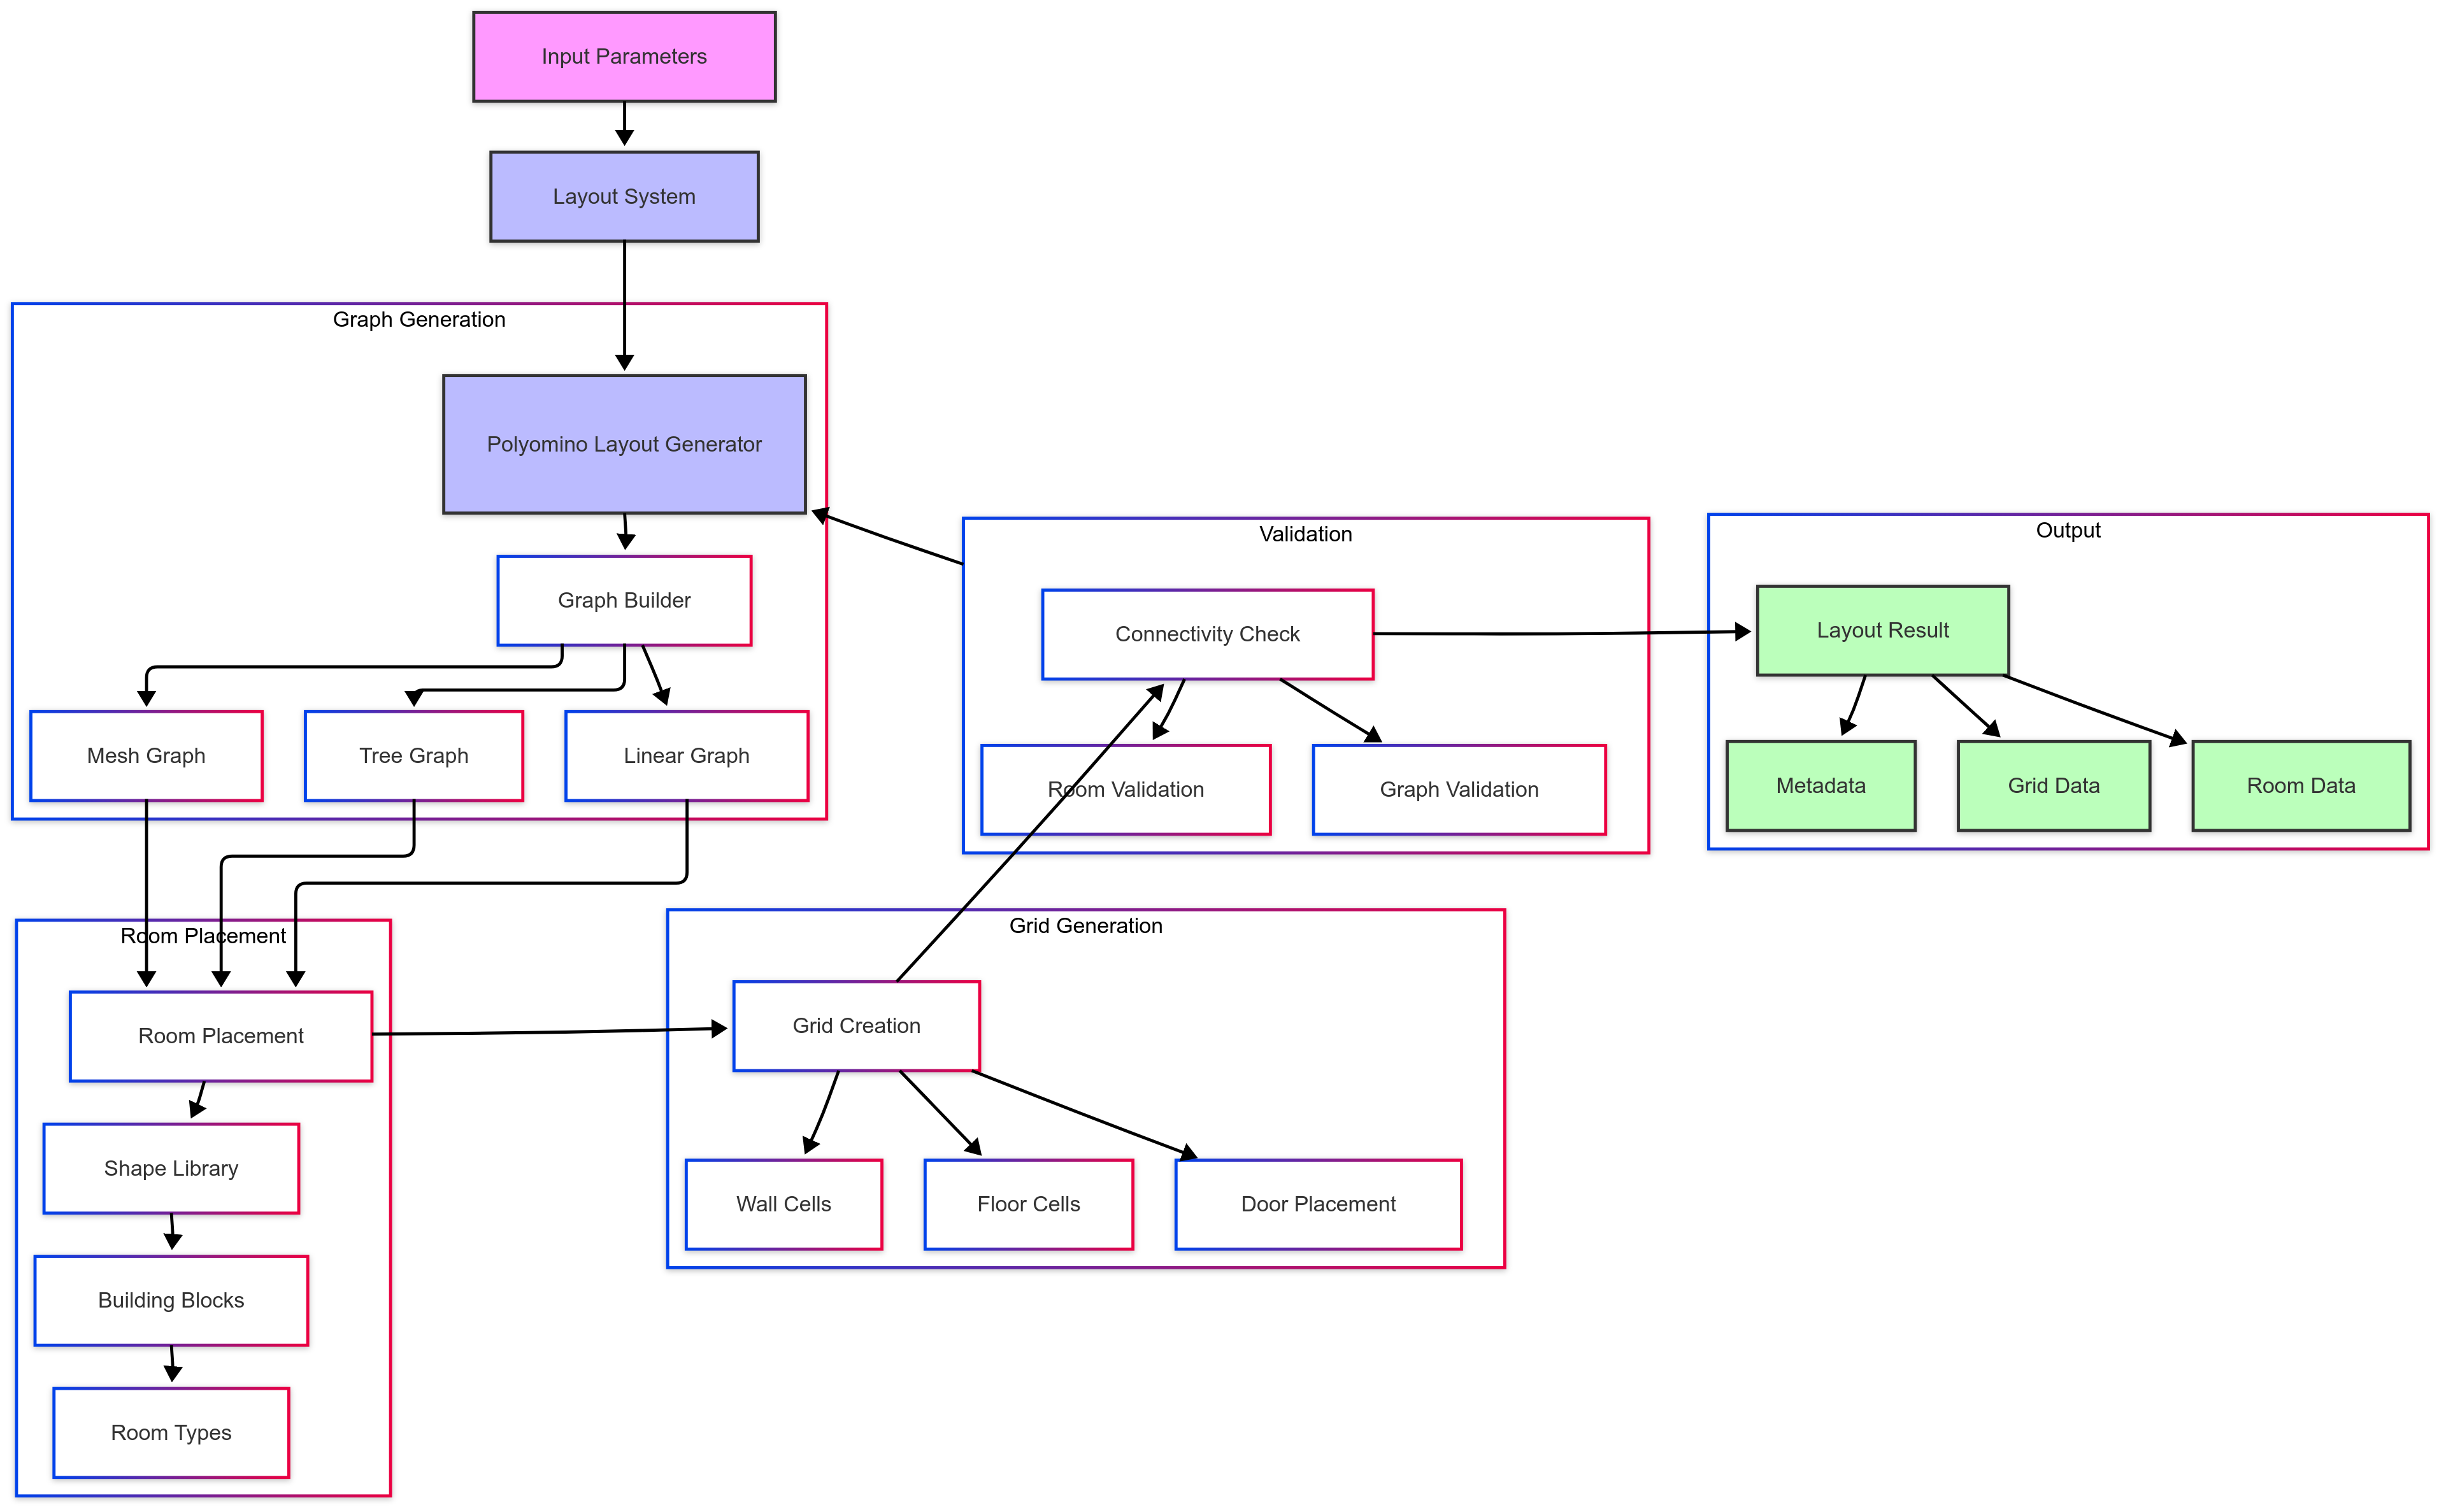 Input Parameters
Layout System
Graph Generation
Polyomino Layout Generator
Graph Builder
Mesh Graph
Tree Graph
Linear Graph
Validation
Connectivity Check
Room Validation
Graph Validation
Output
Layout Result
Metadata
Grid Data
Room Data
Room Placement
Room Placement
Shape Library
Building Blocks
Room Types
Grid Generation
Grid Creation
Wall Cells
Floor Cells
Door Placement